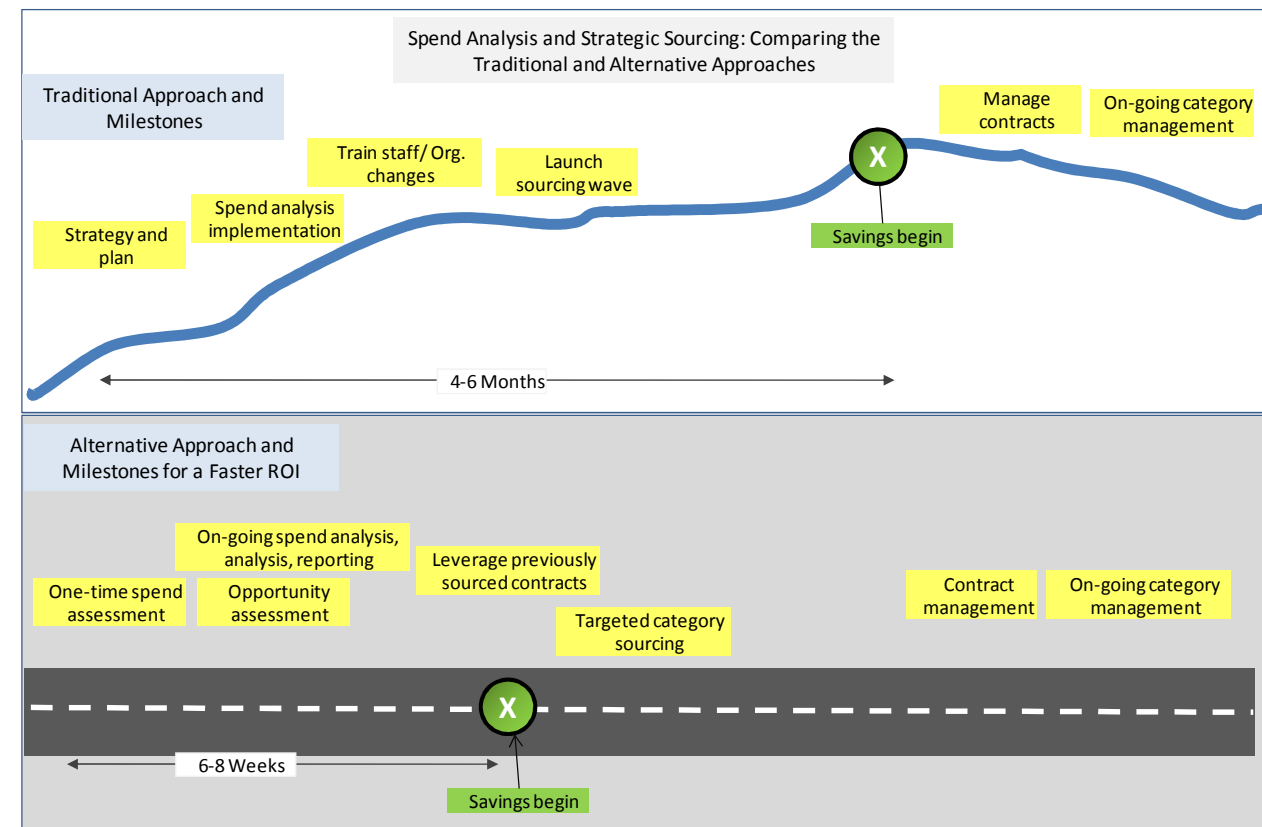 Spend Analysis and Strategic Sourcing: Comparing the
Traditional and Alternative Approaches
Traditional Approach and
Milestones
Strategy and
plan
Spend analysis
implementation
Train staff/ Org.
changes
Launch
sourcing wave
X
Savings begin
Manage
contracts
On-going category
management
4-6 Months
Alternative Approach and
Milestones for a Faster ROI
One-time spend
assessment
On-going spend analysis,
analysis, reporting
Opportunity
assessment
Leverage previously
sourced contracts
Targeted category
sourcing
Contract
management
On-going category
management
X
6-8 Weeks
Savings begin